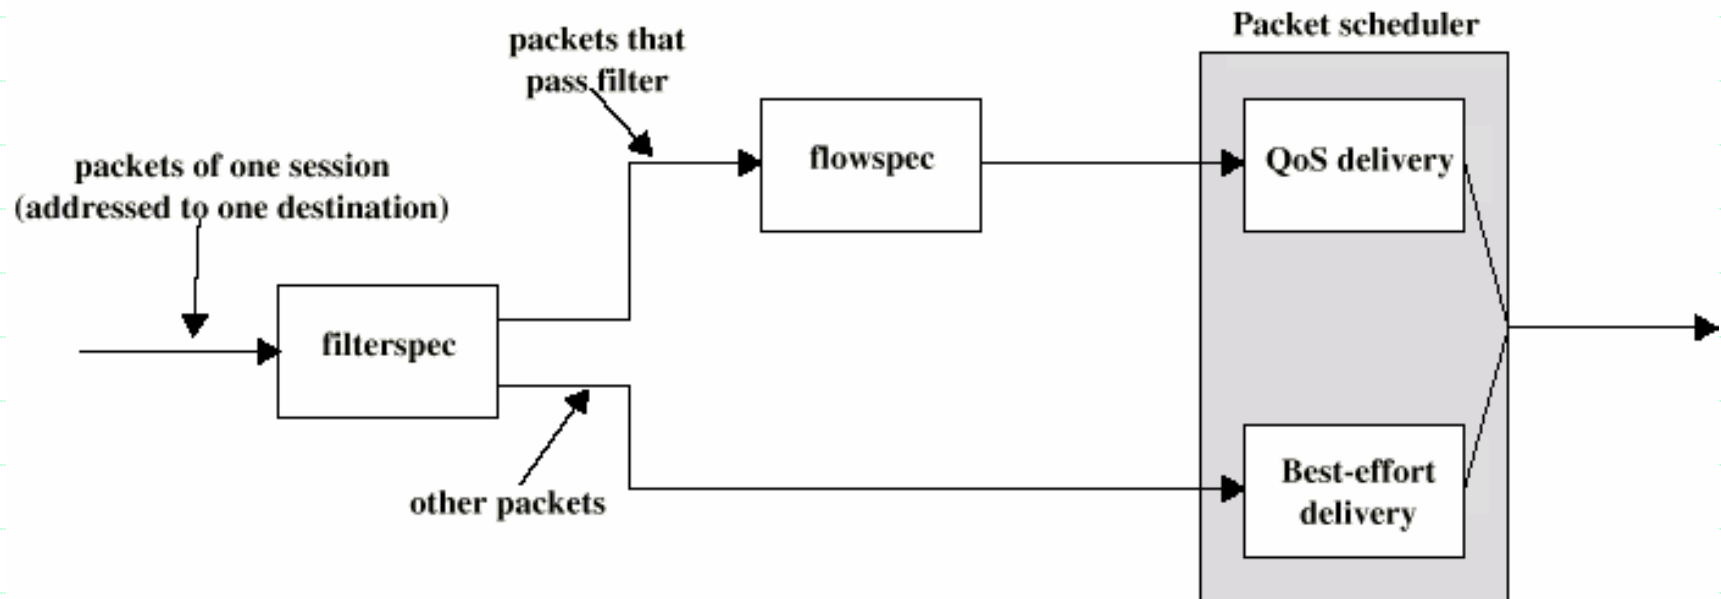 Packet scheduler
packets that
pass filter
flowspec
QoS delivery
packets of one session
(addressed to one destination)
filterspec
other packets
Best-effort
delivery